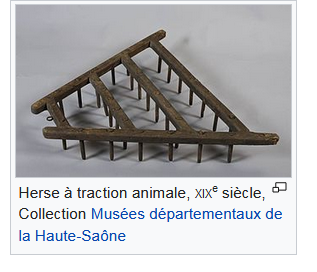 Herse à traction animale, XIXe siècle,
Collection Musées départementaux de
la Haute-Saône